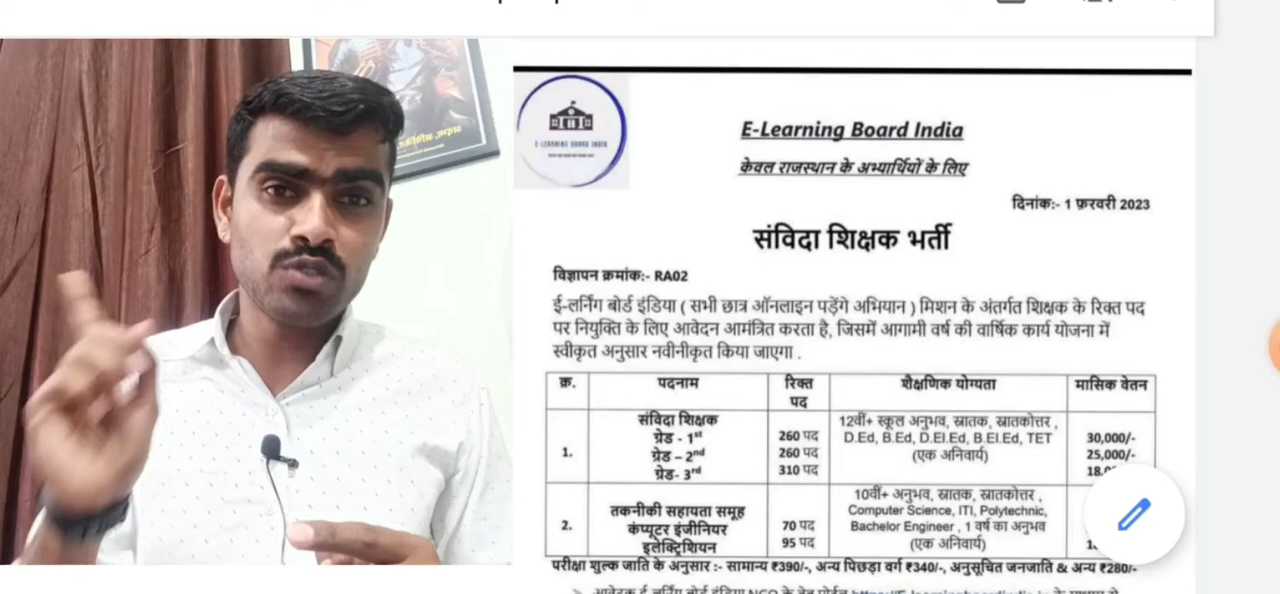 E-LEARNING BOARD INDIA
E-Learning Board India
केवल राजस्थान के अभ्यार्थियों के लिए
दिनांक:- 1 फ़रवरी 2023
संविदा शिक्षक भर्ती
विज्ञापन क्रमांक:- RA02
ई-लर्निंग बोर्ड इंडिया ( सभी छात्र ऑनलाइन पड़ेंगे अभियान ) मिशन के अंतर्गत शिक्षक के रिक्त पद
पर नियुक्ति के लिए आवेदन आमंत्रित करता है, जिसमें आगामी वर्ष की वार्षिक कार्य योजना में
स्वीकृत अनुसार नवीनीकृत किया जाएगा .
क्र. पदनाम रिक्त पद शैक्षणिक योग्यता मासिक वेतन
1. संविदा शिक्षक 12वीं+ स्कूल अनुभव, स्नातक, स्नातकोत्तर ,
ग्रेड - 1st 260 पद D.Ed, B.Ed, D.El.Ed, B.El.Ed, TET 30,000/-
ग्रेड – 2nd 260 पद (एक अनिवार्य) 25,000/-
ग्रेड- 3rd 310 पद
2. तकनीकी सहायता समूह 10वीं+ अनुभव, स्नातक, स्नातकोत्तर ,
कंप्यूटर इंजीनियर 70 पद Computer Science, ITI, Polytechnic,
इलेक्ट्रिशियन 95 पद Bachelor Engineer , 1 वर्ष का अनुभव
(एक अनिवार्य)
परीक्षा शुल्क जाति के अनुसार :- सामान्य ₹390/-, अन्य पिछड़ा वर्ग ₹340/-, अनुसूचित जनजाति & अन्य ₹280/-